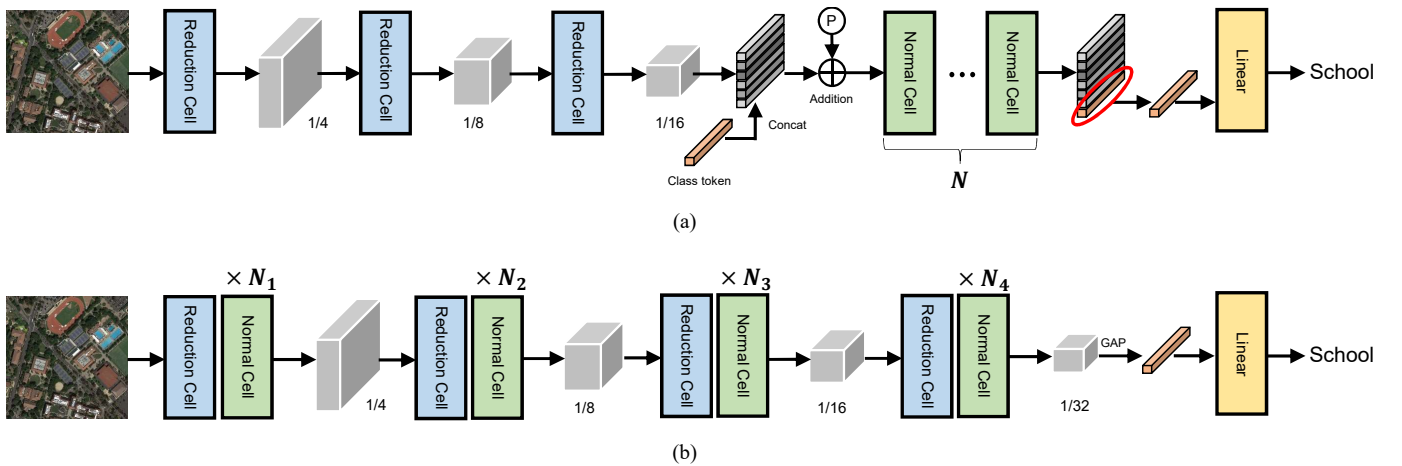 Reduction Cell
1/4
Reduction Cell
1/8
Reduction Cell
1/16
Class token
Concat
P
Addition
Normal Cell
...
Normal Cell
N
Linear
School
(a)
Reduction Cell
Normal Cell
× N₁
1/4
Reduction Cell
Normal Cell
× N₂
1/8
Reduction Cell
Normal Cell
× N₃
1/16
Reduction Cell
Normal Cell
× N₄
1/32
GAP
Linear
School
(b)